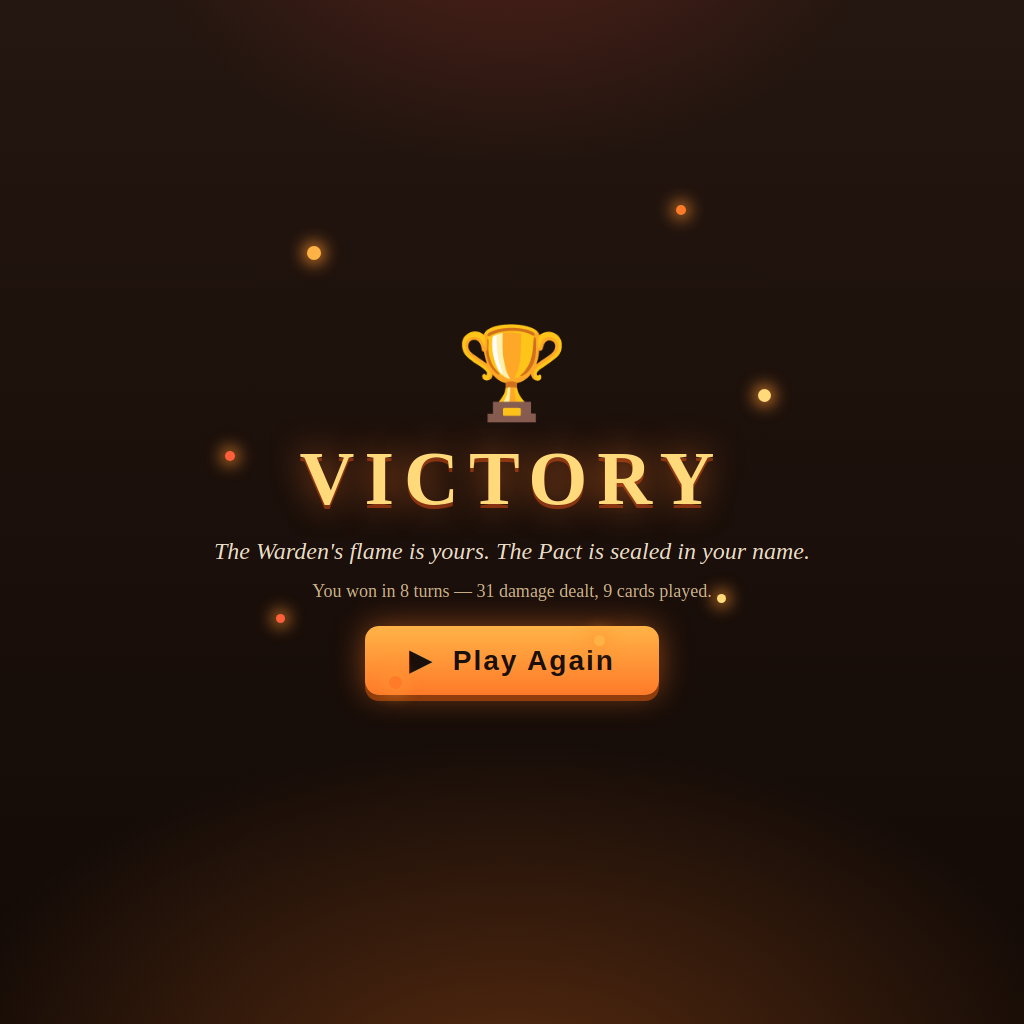 VICTORY
The Warden's flame is yours. The Pact is sealed in your name.
You won in 8 turns — 31 damage dealt, 9 cards played.
▶ Play Again